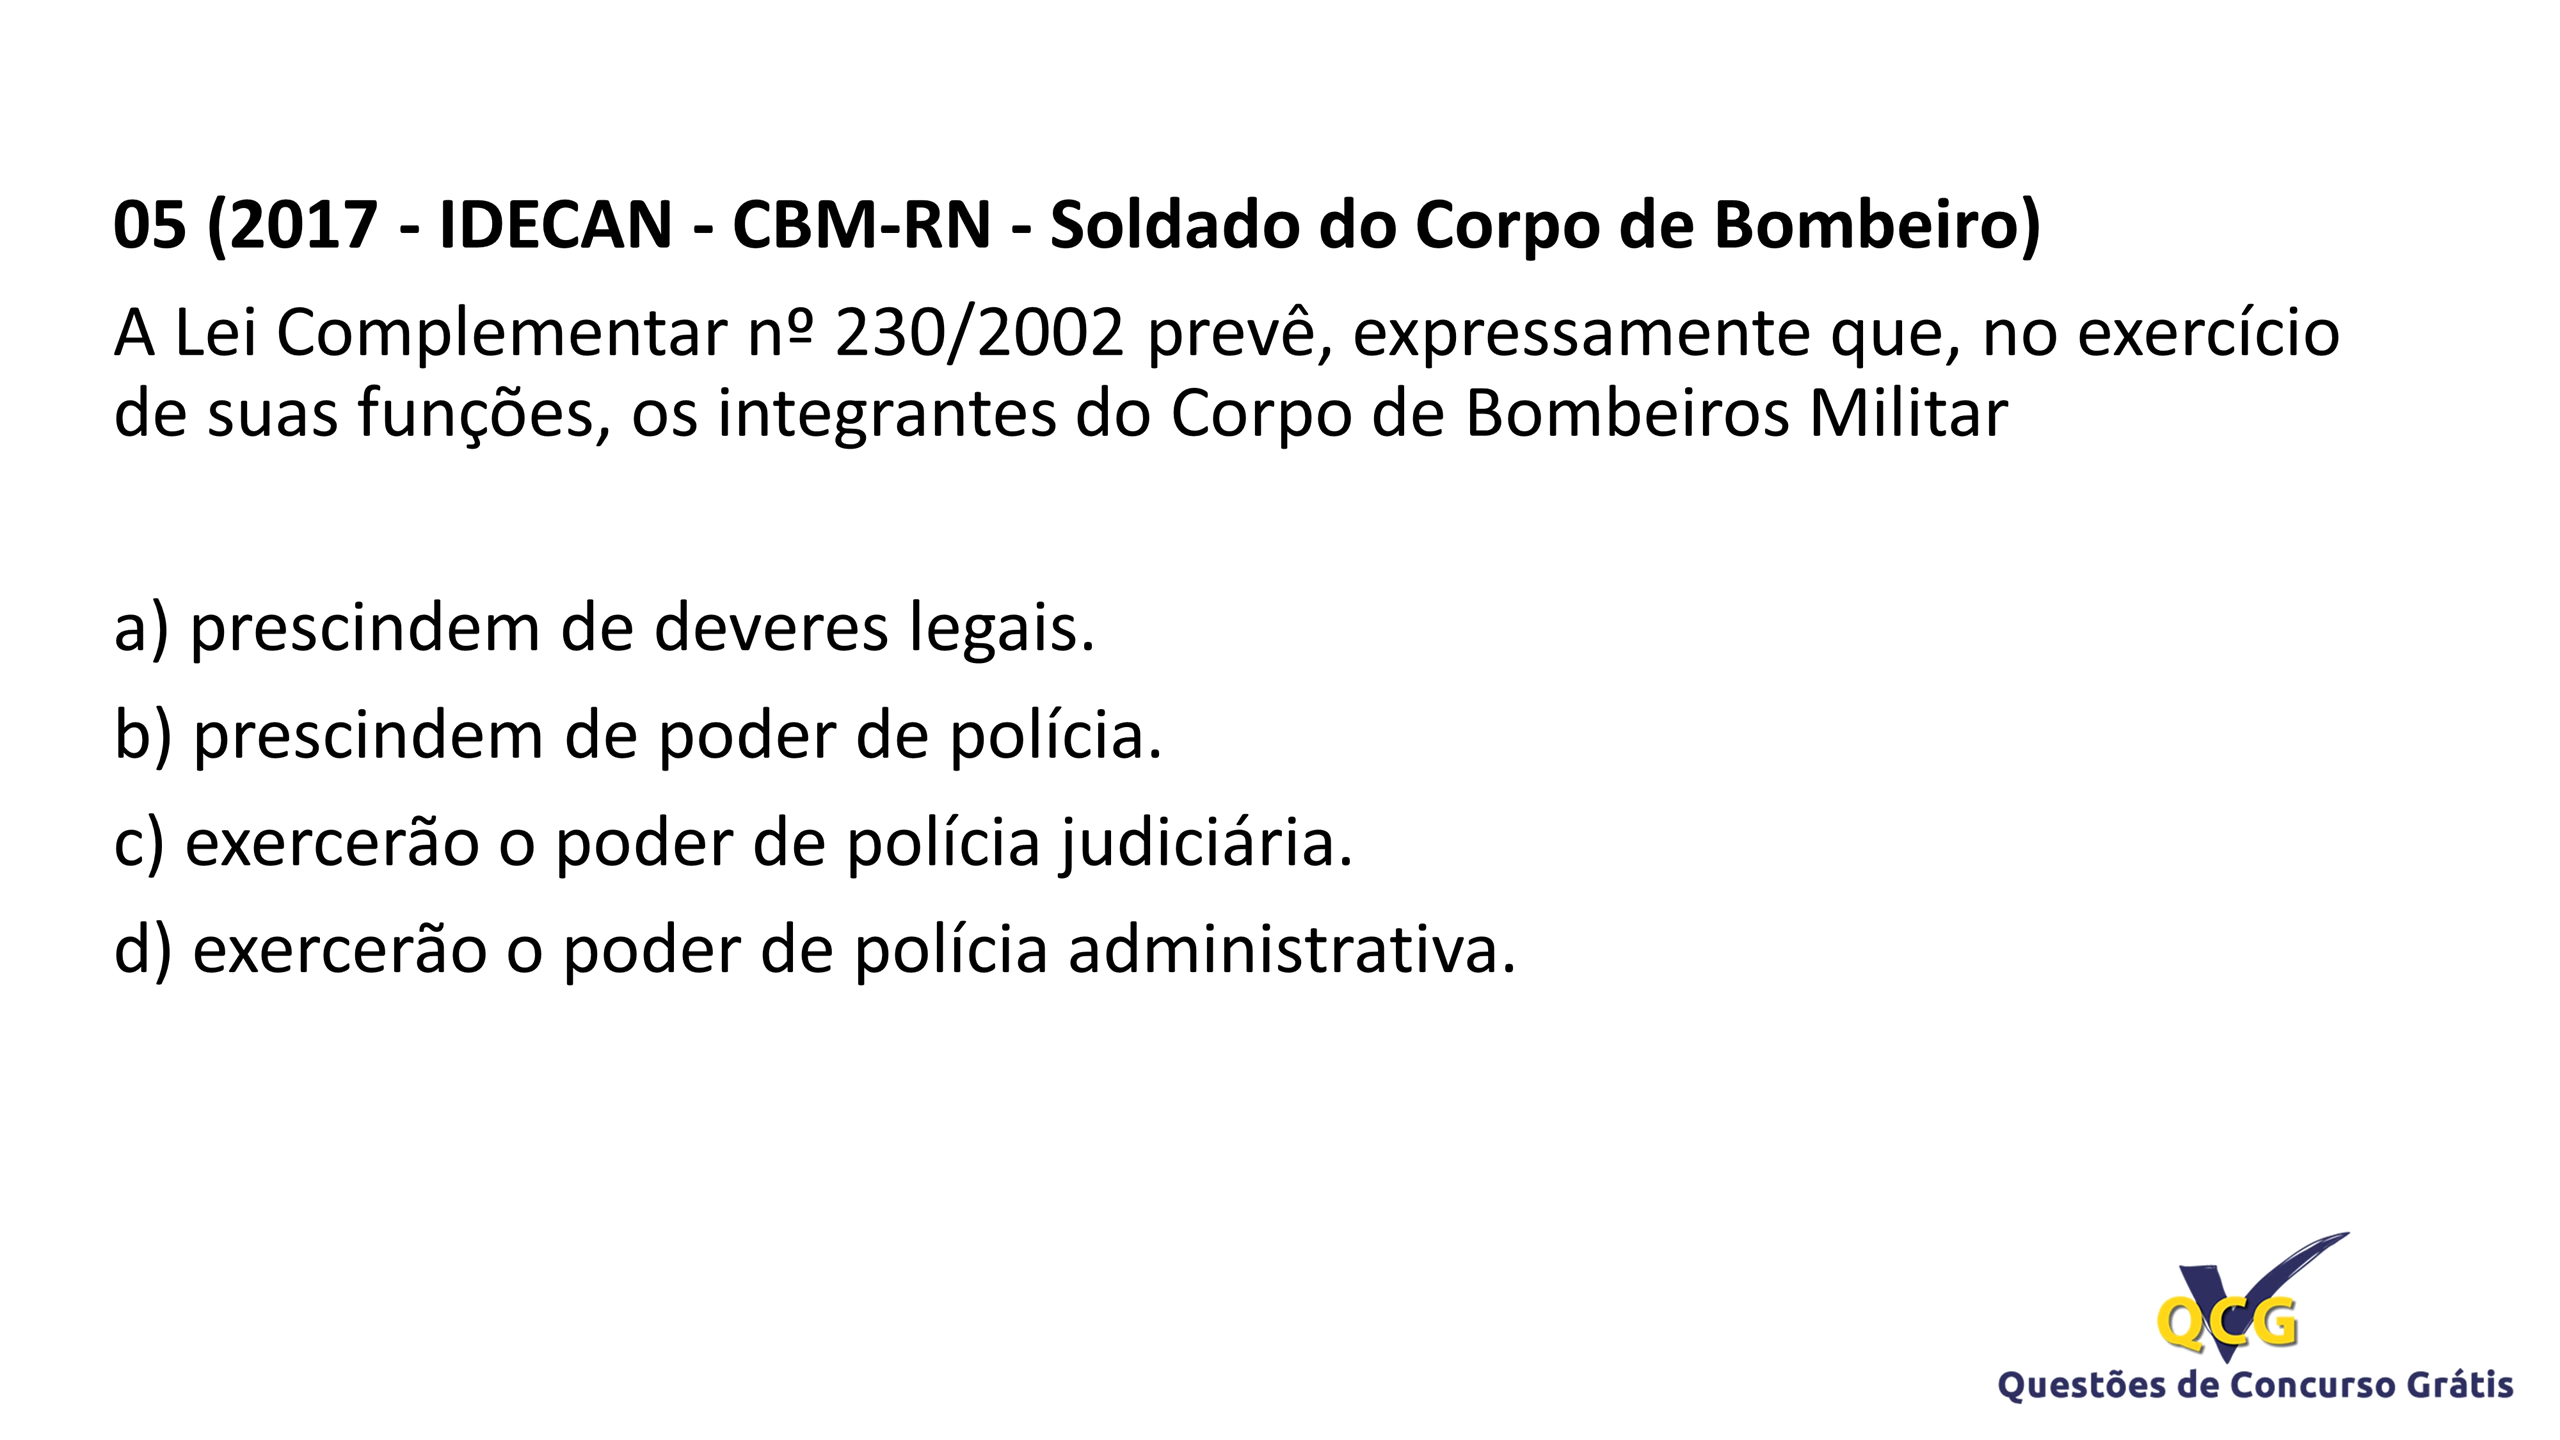 05 (2017 - IDECAN - CBM-RN - Soldado do Corpo de Bombeiro)
A Lei Complementar nº 230/2002 prevê, expressamente que, no exercício
de suas funções, os integrantes do Corpo de Bombeiros Militar
a) prescindem de deveres legais.
b) prescindem de poder de polícia.
c) exercerão o poder de polícia judiciária.
d) exercerão o poder de polícia administrativa.
QCG
Questões de Concurso Grátis